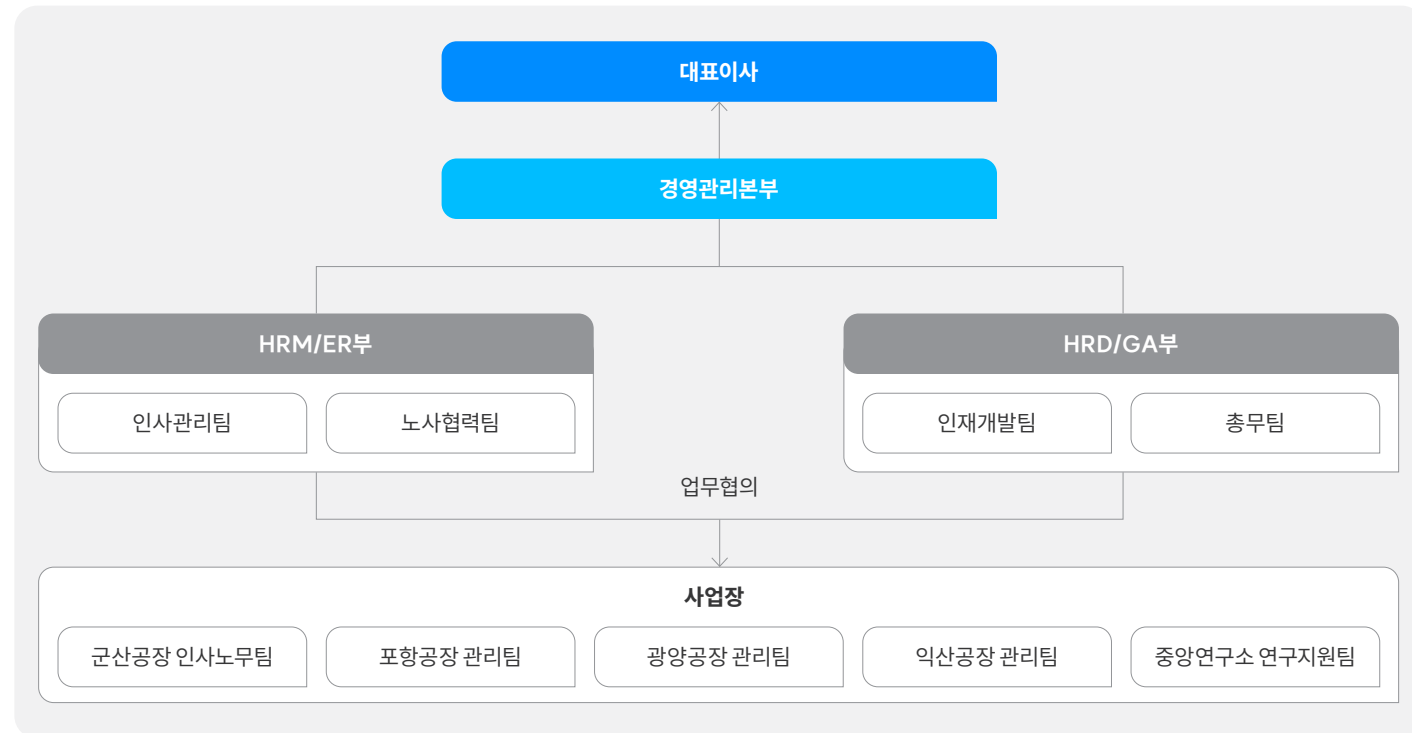 대표이사
경영관리본부
HRM/ER부
HRD/GA부
인사관리팀
노사협력팀
인재개발팀
총무팀
업무협의
사업장
군산공장 인사노무팀
포항공장 관리팀
광양공장 관리팀
익산공장 관리팀
중앙연구소 연구지원팀